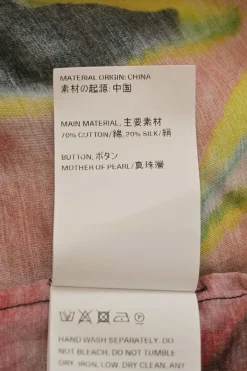 MATERIAL ORIGIN: CHINA
素材の起源: 中国
MAIN MATERIAL, 主要素材
70% COTTON/綿, 20% SILK/絹
BUTTON, ボタン
MOTHER OF PEARL/真珠層
HAND WASH SEPARATELY. DO
NOT BLEACH. DO NOT TUMBLE
DRY. IRON, LOW. DRY CLEAN, ANY